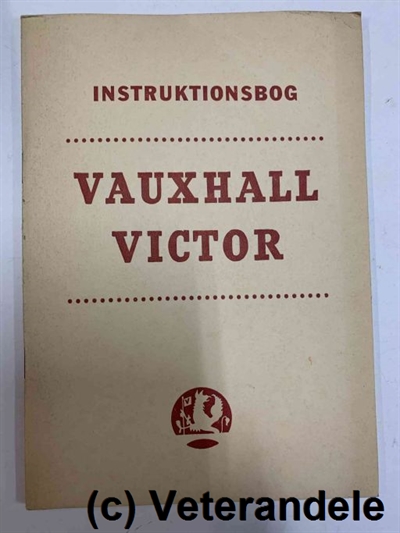 INSTRUKTIONSBOG
VAUXHALL
VICTOR
(c) Veterandele